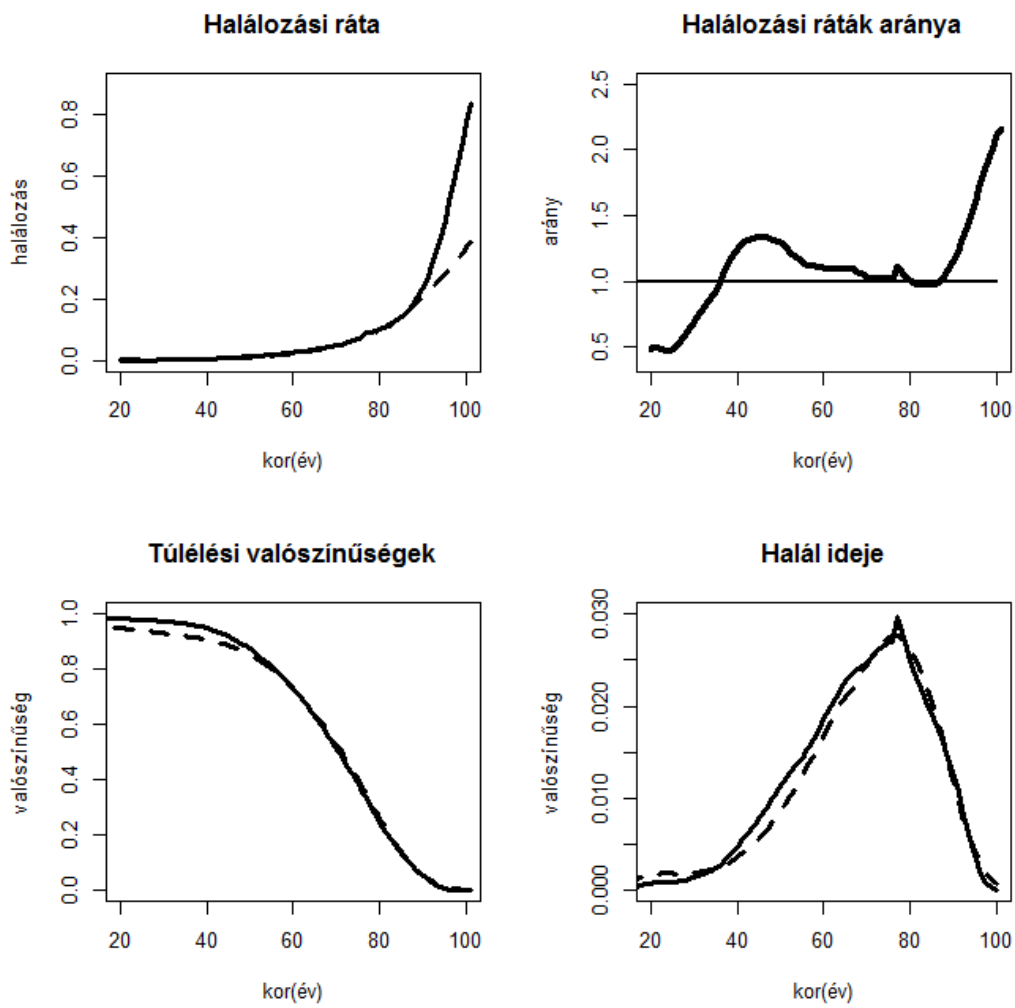 Halálozási ráta
halálozás
0.0 0.2 0.4 0.6 0.8
20 40 60 80 100
kor(év)
Halálozási ráták aránya
arány
0.5 1.0 1.5 2.0 2.5
20 40 60 80 100
kor(év)
Túlélési valószínűségek
valószínűség
0.0 0.2 0.4 0.6 0.8 1.0
20 40 60 80 100
kor(év)
Halál ideje
valószínűség
0.000 0.010 0.020 0.030
20 40 60 80 100
kor(év)